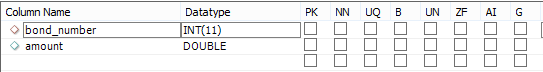 Column Name Datatype PK NN UQ B UN ZF AI G
bond_number INT(11)
amount DOUBLE